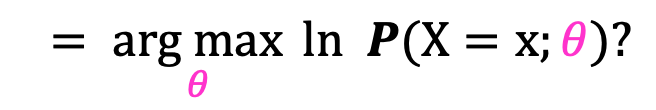 = arg max ln P(X = x; θ)?
θ